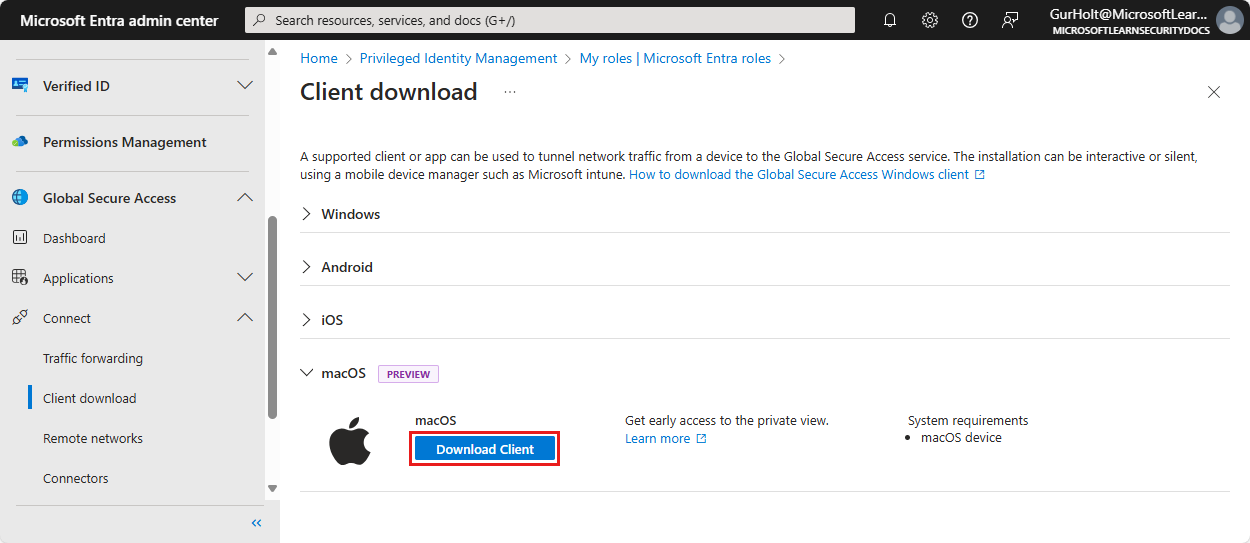 Microsoft Entra admin center
Search resources, services, and docs (G+/)
GurHolt@MicrosoftLear...
MICROSOFTLEARNSECURITYDOCS
Verified ID
Permissions Management
Global Secure Access
Dashboard
Applications
Connect
Traffic forwarding
Client download
Remote networks
Connectors
Home > Privileged Identity Management > My roles | Microsoft Entra roles >
Client download ...
A supported client or app can be used to tunnel network traffic from a device to the Global Secure Access service. The installation can be interactive or silent,
using a mobile device manager such as Microsoft intune. How to download the Global Secure Access Windows client
Windows
Android
iOS
macOS PREVIEW
macOS
Download Client
Get early access to the private view.
Learn more
System requirements
• macOS device